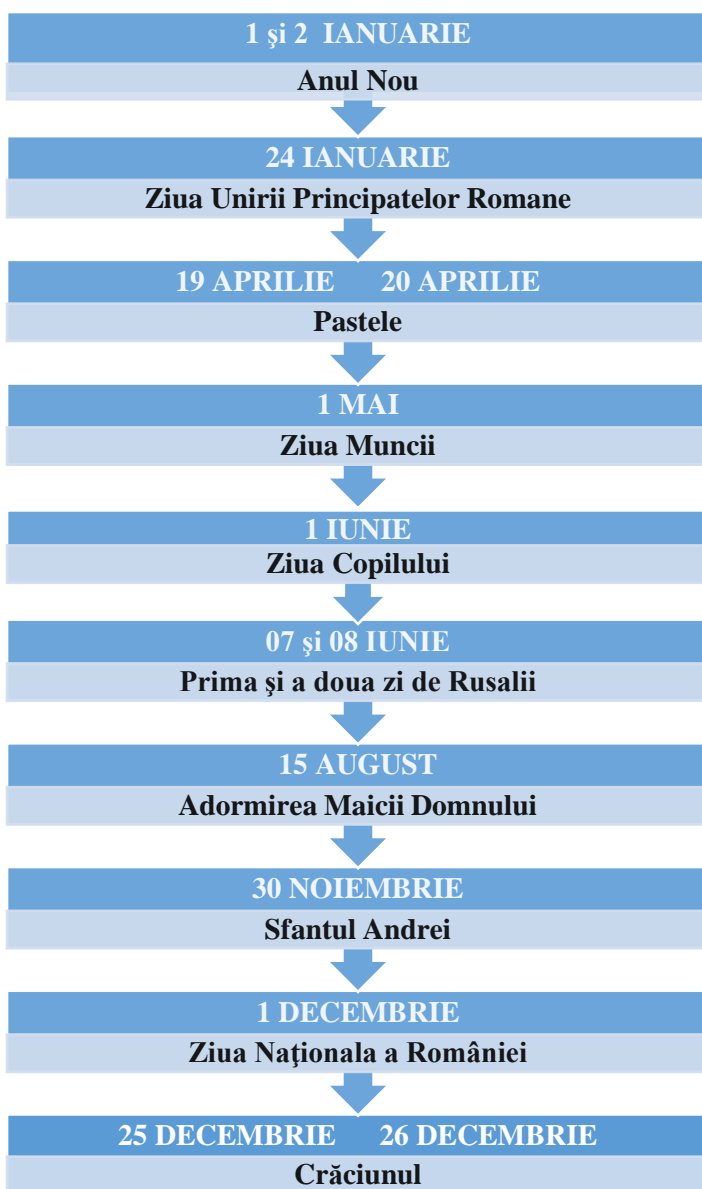 1 şi 2 IANUARIE
Anul Nou
24 IANUARIE
Ziua Unirii Principatelor Romane
19 APRILIE 20 APRILIE
Pastele
1 MAI
Ziua Muncii
1 IUNIE
Ziua Copilului
07 şi 08 IUNIE
Prima şi a doua zi de Rusalii
15 AUGUST
Adormirea Maicii Domnului
30 NOIEMBRIE
Sfantul Andrei
1 DECEMBRIE
Ziua Naţionala a României
25 DECEMBRIE 26 DECEMBRIE
Crăciunul